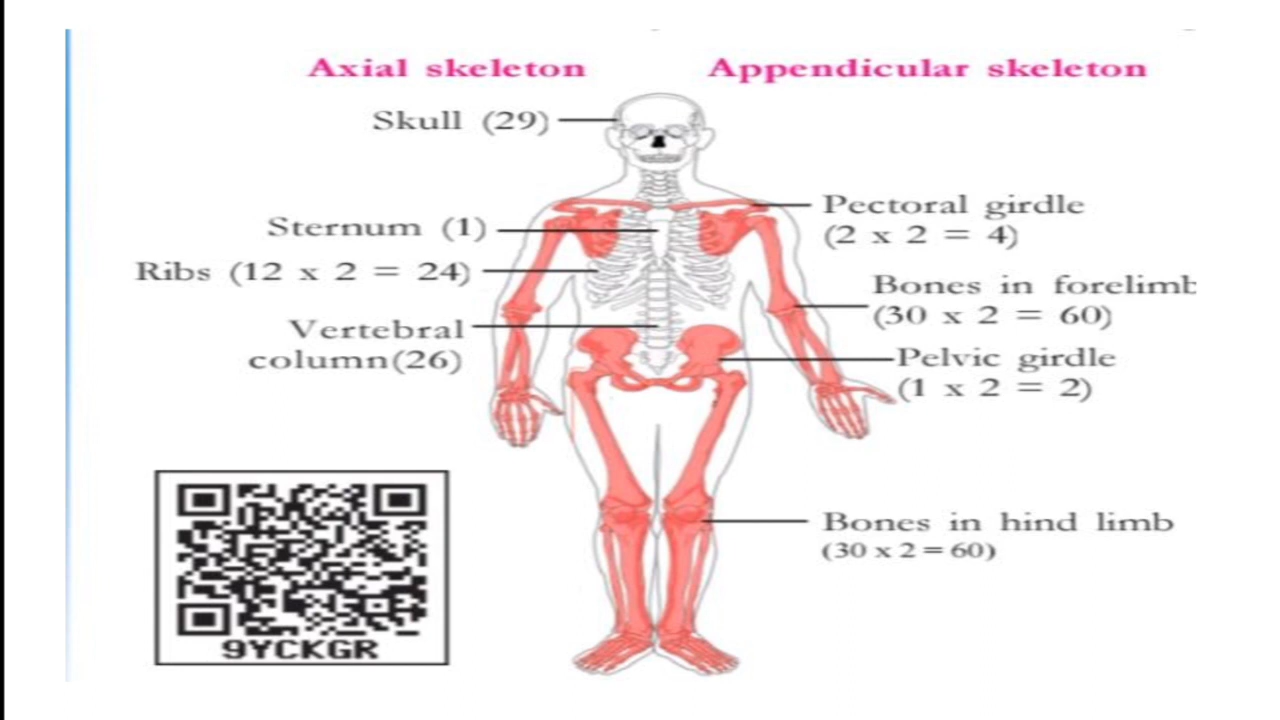 Axial skeleton
Appendicular skeleton
Skull (29)
Sternum (1)
Ribs (12 x 2 = 24)
Vertebral
column(26)
Pectoral girdle
(2 x 2 = 4)
Bones in forelimb
(30 x 2 = 60)
Pelvic girdle
(1 x 2 = 2)
Bones in hind limb
(30 x 2 = 60)
9YCKGR